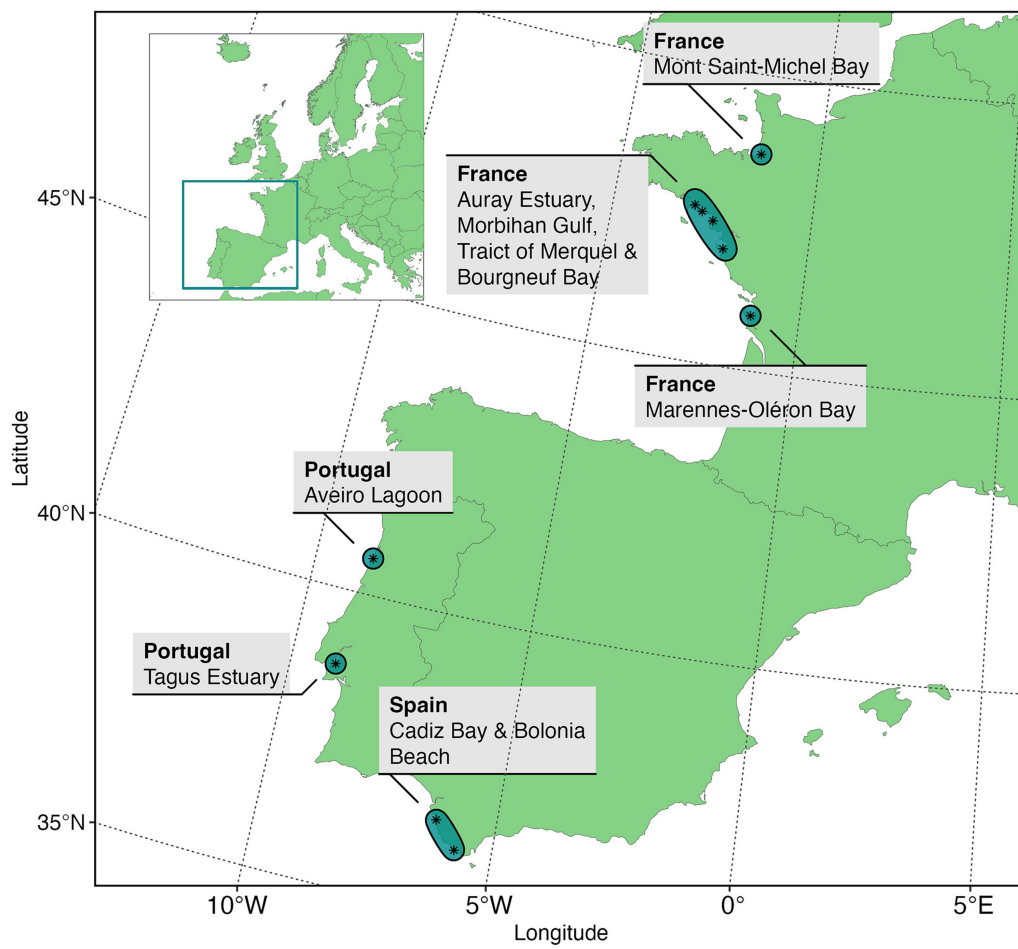 France
Mont Saint-Michel Bay
France
Auray Estuary,
Morbihan Gulf,
Traict of Merquel &
Bourgneuf Bay
France
Marennes-Oléron Bay
Portugal
Aveiro Lagoon
Portugal
Tagus Estuary
Spain
Cadiz Bay & Bolonia
Beach
45°N
40°N
35°N
Latitude
10°W
5°W
0°
5°E
Longitude